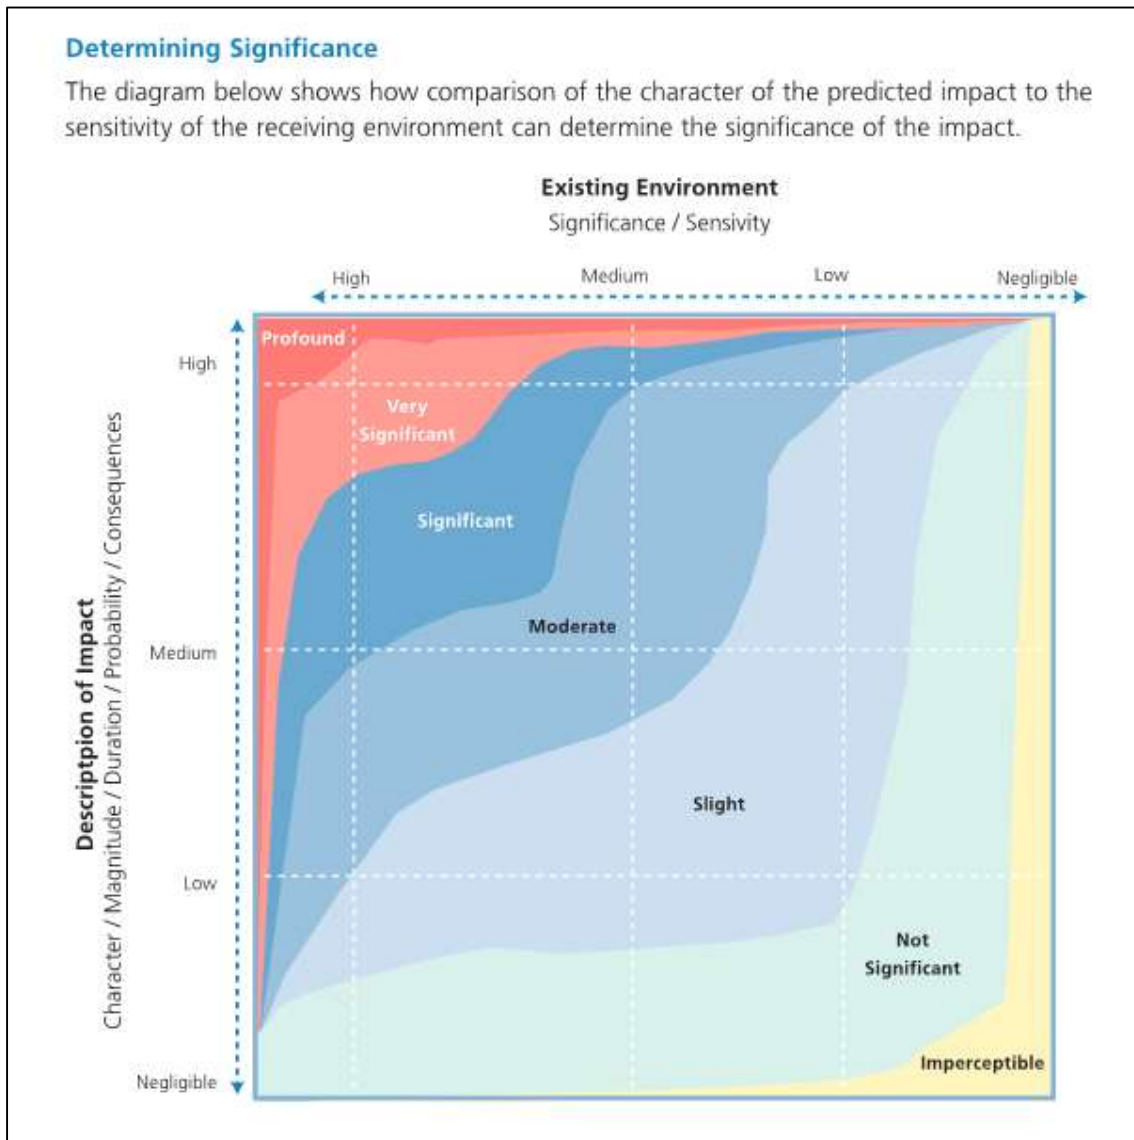 Determining Significance
The diagram below shows how comparison of the character of the predicted impact to the
sensitivity of the receiving environment can determine the significance of the impact.
Existing Environment
Significance / Sensivity
High
Medium
Low
Negligible
Descriptpion of Impact
Character / Magnitude / Duration / Probability / Consequences
High
Medium
Low
Negligible
Profound
Very
Significant
Significant
Moderate
Slight
Not
Significant
Imperceptible